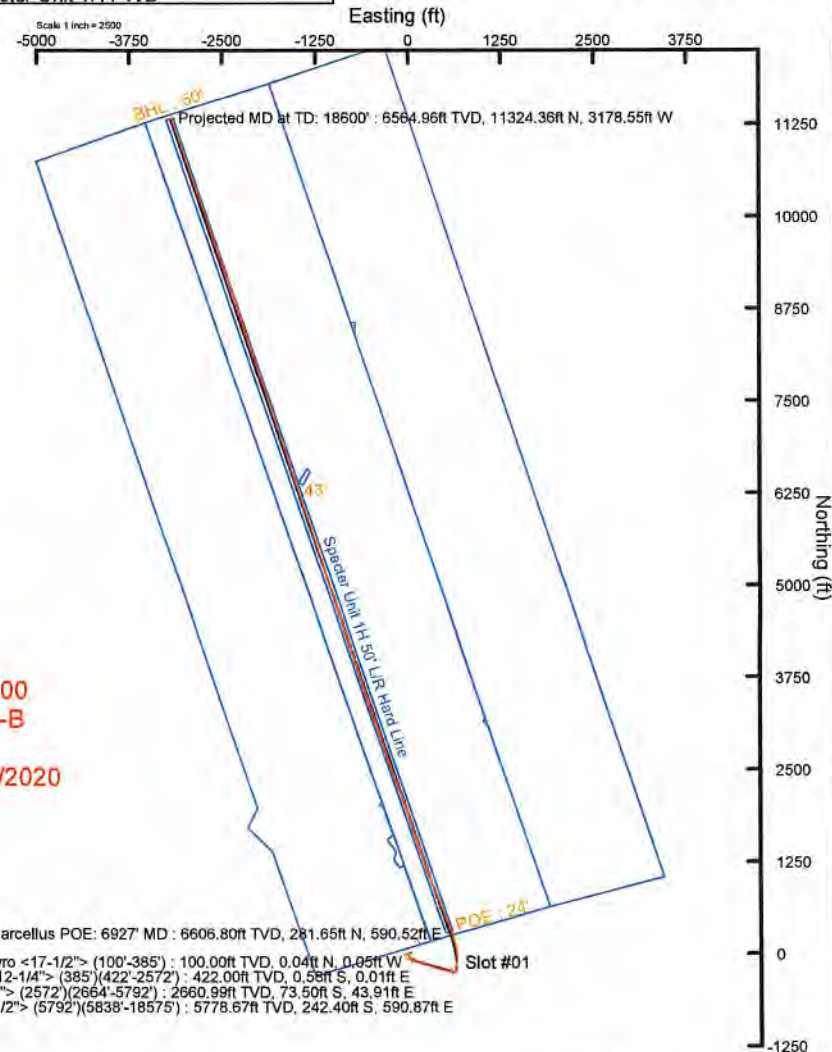 Easting (ft)
Scale 1 inch = 2500
-5000 -3750 -2500 -1250 0 1250 2500 3750
BHL : 60'
Projected MD at TD: 18600' : 6564.96ft TVD, 11324.36ft N, 3178.55ft W
11250
10000
8750
7500
6250
43'
Northing (ft)
Specter Unit 1H 50' L/R Hard Line
5000
3750
00
-B
2500
/2020
1250
POE : 24'
arcellus POE: 6927' MD : 6606.80ft TVD, 281.65ft N, 590.52ft E
0
yro <17-1/2"> (100'-385') : 100.00ft TVD, 0.04ft N, 0.05ft W
Slot #01
12-1/4"> (385')(422'-2572') : 422.00ft TVD, 0.58ft S, 0.01ft E
"> (2572')(2664'-5792') : 2660.99ft TVD, 73.50ft S, 43.91ft E
/2"> (5792')(5838'-18575') : 5778.67ft TVD, 242.40ft S, 590.87ft E
-1250